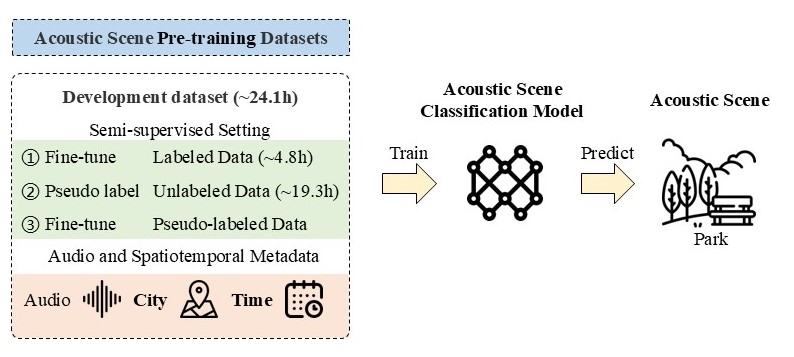 Acoustic Scene Pre-training Datasets
Development dataset (~24.1h)
Semi-supervised Setting
① Fine-tune Labeled Data (~4.8h)
② Pseudo label Unlabeled Data (~19.3h)
③ Fine-tune Pseudo-labeled Data
Audio and Spatiotemporal Metadata
Audio City Time
Train
Acoustic Scene
Classification Model
Predict
Acoustic Scene
Park